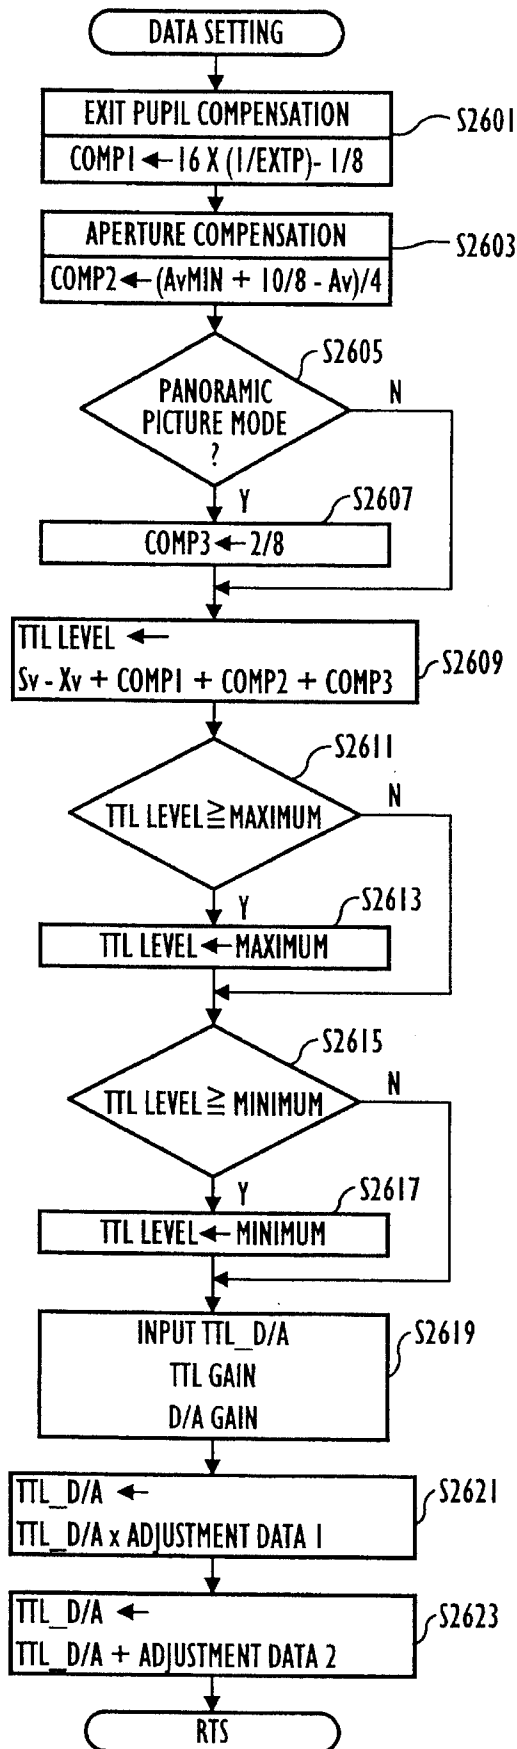 DATA SETTING
EXIT PUPIL COMPENSATION
S2601
COMP1 ← 16 X (1/EXTP) - 1/8
APERTURE COMPENSATION
S2603
COMP2 ← (AvMIN + 10/8 - Av)/4
S2605
PANORAMIC
PICTURE MODE
?
N
Y
S2607
COMP3 ← 2/8
TTL LEVEL ←
Sv - Xv + COMP1 + COMP2 + COMP3
S2609
S2611
TTL LEVEL ≧ MAXIMUM
N
Y
S2613
TTL LEVEL ← MAXIMUM
S2615
TTL LEVEL ≧ MINIMUM
N
Y
S2617
TTL LEVEL ← MINIMUM
INPUT TTL_D/A
TTL GAIN
D/A GAIN
S2619
TTL_D/A ←
TTL_D/A x ADJUSTMENT DATA 1
S2621
TTL_D/A ←
TTL_D/A + ADJUSTMENT DATA 2
S2623
RTS